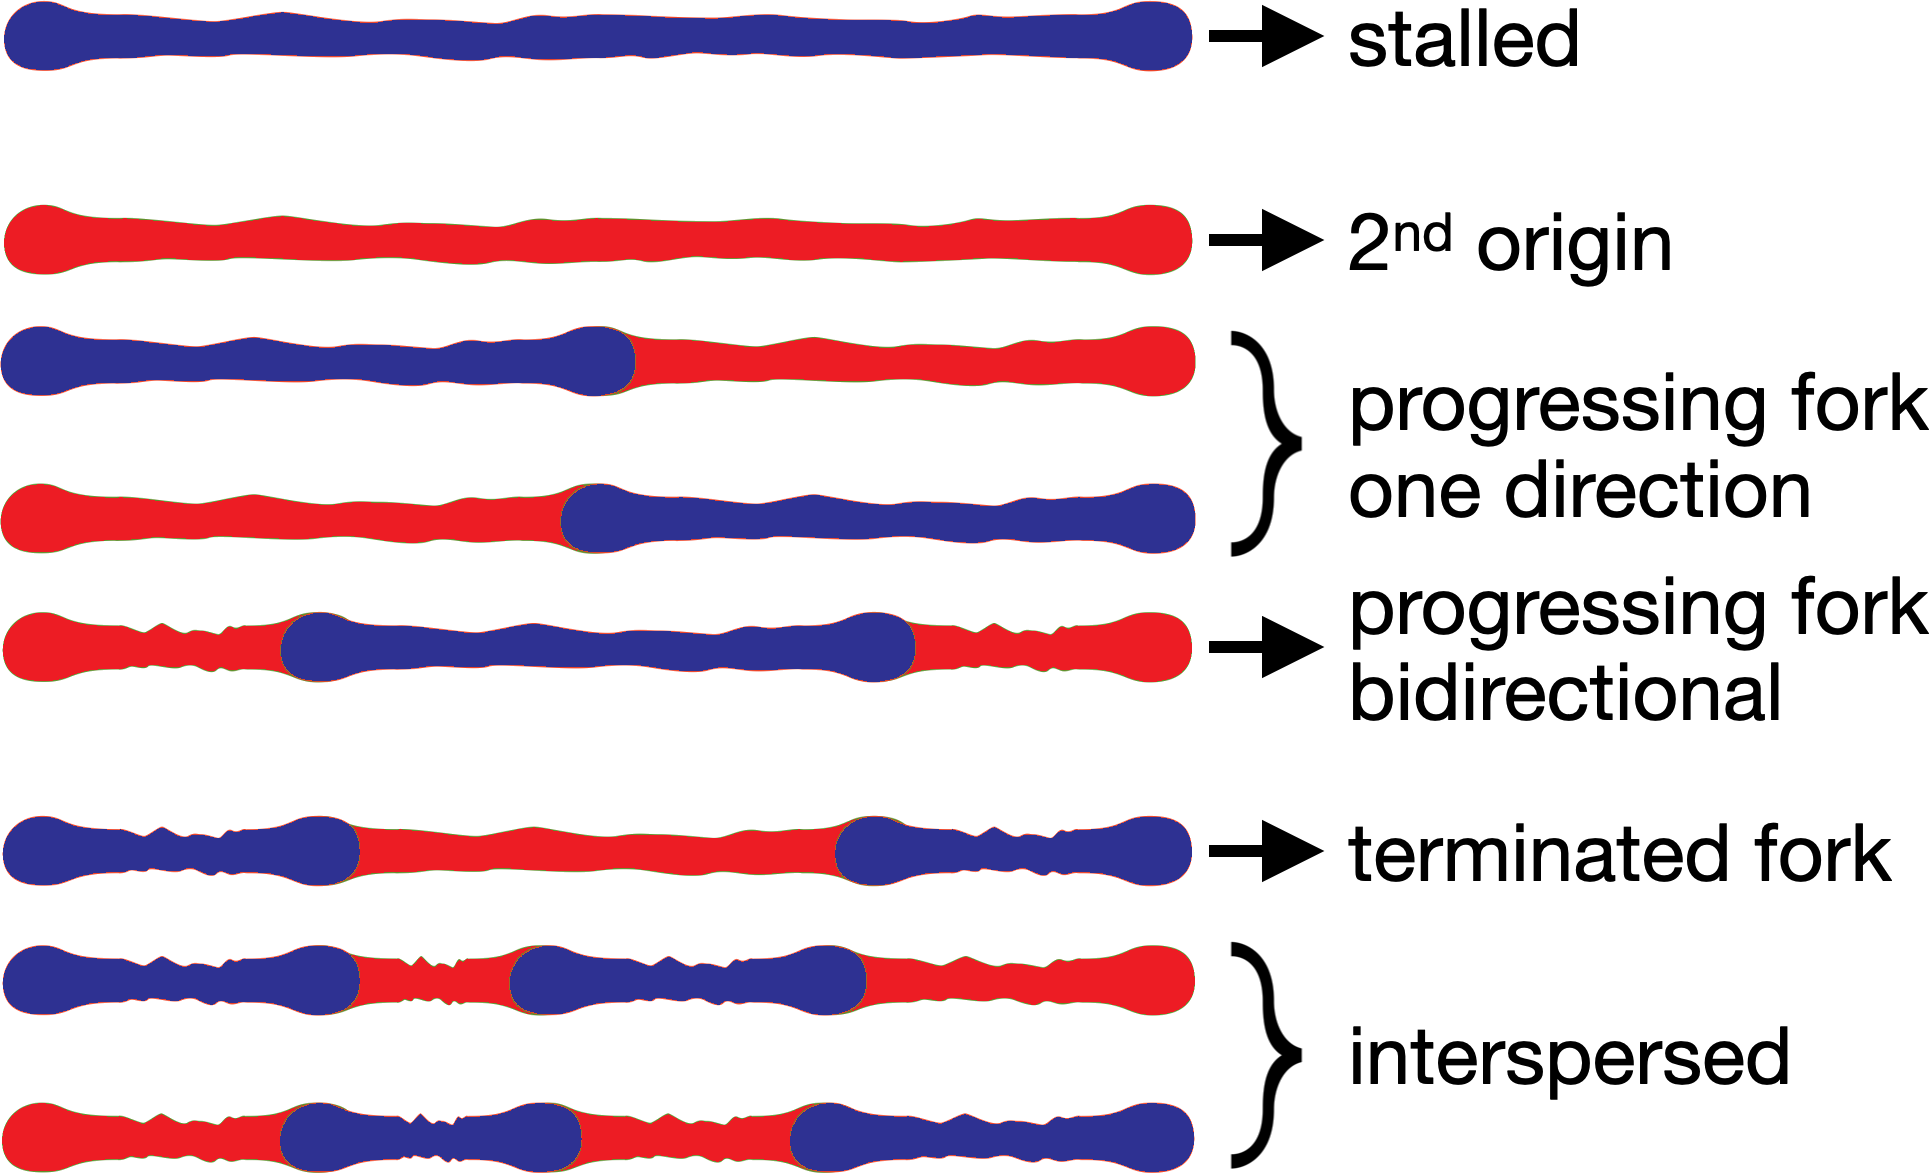 stalled
2nd origin
progressing fork
one direction
progressing fork
bidirectional
terminated fork
interspersed